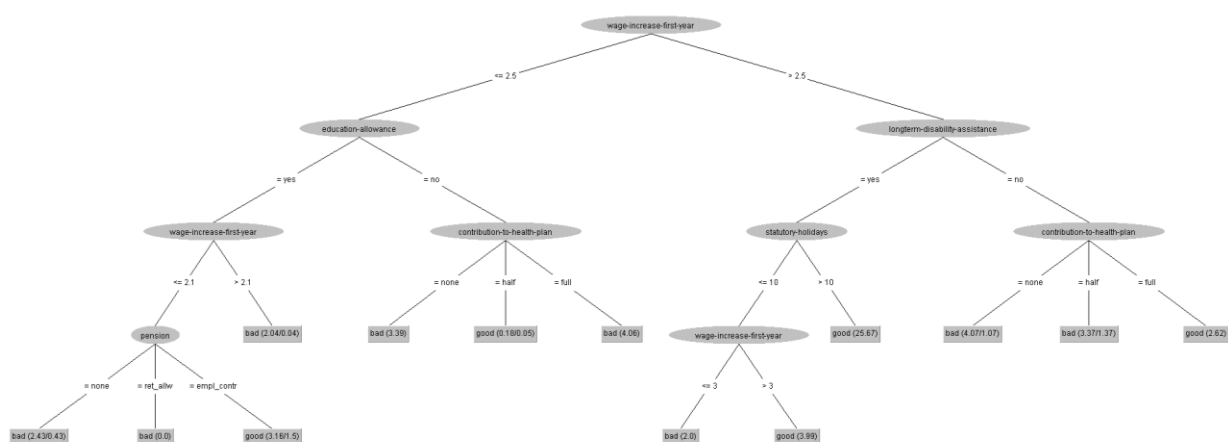 wage-increase-first-year
<= 2.5
> 2.5
education-allowance
longterm-disability-assistance
= yes
= no
= yes
= no
wage-increase-first-year
contribution-to-health-plan
statutory-holidays
contribution-to-health-plan
<= 2.1
> 2.1
= none
= half
= full
<= 10
> 10
= none
= half
= full
pension
bad (2.04/0.04)
bad (3.39)
good (0.18/0.05)
bad (4.06)
wage-increase-first-year
good (25.67)
bad (4.07/1.07)
bad (3.37/1.37)
good (2.62)
= none
= ret_allw
= empl_contr
<= 3
> 3
bad (2.43/0.43)
bad (0.0)
good (3.16/1.5)
bad (2.0)
good (3.99)